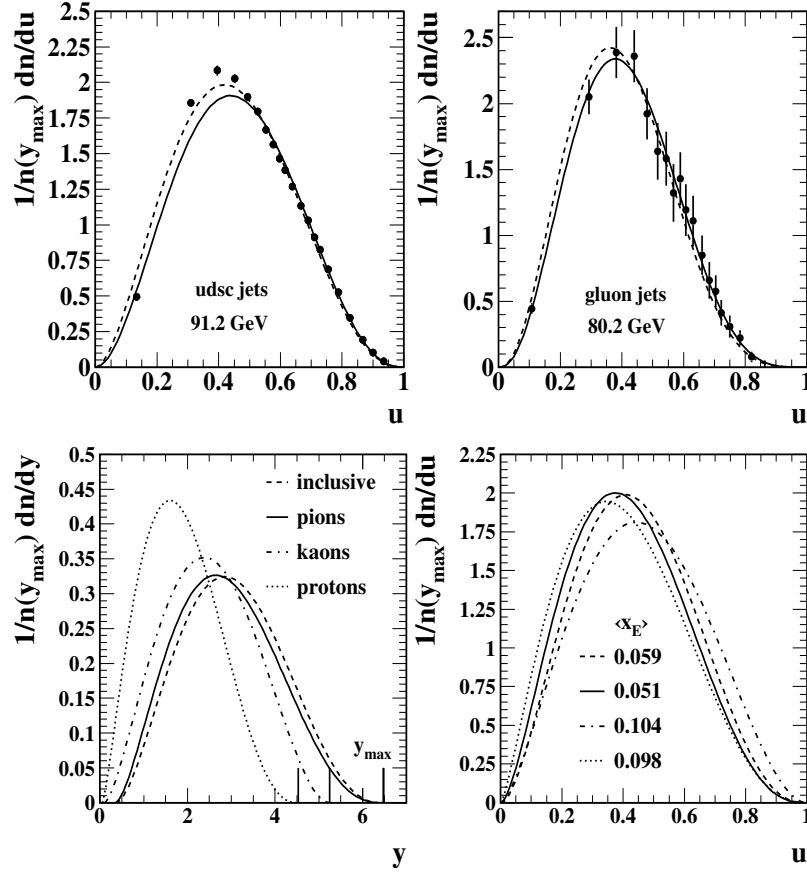 1/n(y_max) dn/du
2.5
2.25
2
1.75
1.5
1.25
1
0.75
0.5
0.25
0
udsc jets
91.2 GeV
0 0.2 0.4 0.6 0.8 1
u
1/n(y_max) dn/du
2.5
2
1.5
1
0.5
0
gluon jets
80.2 GeV
0 0.2 0.4 0.6 0.8 1
u
1/n(y_max) dn/dy
0.5
0.45
0.4
0.35
0.3
0.25
0.2
0.15
0.1
0.05
0
inclusive
pions
kaons
protons
y_max
0 2 4 6
y
1/n(y_max) dn/du
2.25
2
1.75
1.5
1.25
1
0.75
0.5
0.25
0
‹x_E›
0.059
0.051
0.104
0.098
0 0.2 0.4 0.6 0.8 1
u